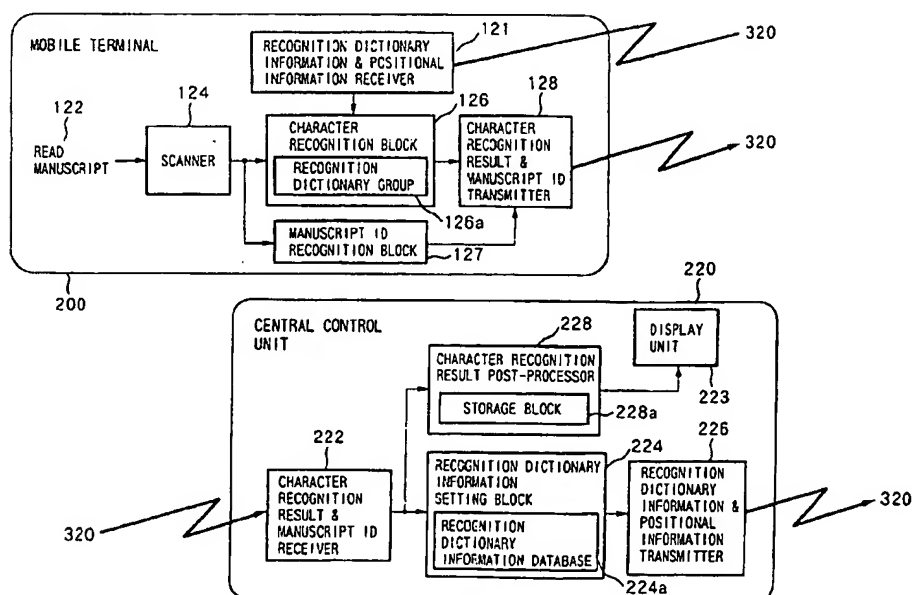 MOBILE TERMINAL
121
RECOGNITION DICTIONARY
INFORMATION & POSITIONAL
INFORMATION RECEIVER
320
122
READ
MANUSCRIPT
124
SCANNER
126
CHARACTER
RECOGNITION BLOCK
RECOGNITION
DICTIONARY GROUP
126a
128
CHARACTER
RECOGNITION
RESULT &
MANUSCRIPT ID
TRANSMITTER
320
MANUSCRIPT ID
RECOGNITION BLOCK
127
200
220
CENTRAL CONTROL
UNIT
228
CHARACTER RECOGNITION
RESULT POST-PROCESSOR
STORAGE BLOCK
228a
DISPLAY
UNIT
223
222
CHARACTER
RECOGNITION
RESULT &
MANUSCRIPT ID
RECEIVER
320
224
RECOGNITION DICTIONARY
INFORMATION
SETTING BLOCK
RECOGNITION
DICTIONARY
INFORMATION DATABASE
224a
226
RECOGNITION
DICTIONARY
INFORMATION &
POSITIONAL
INFORMATION
TRANSMITTER
320